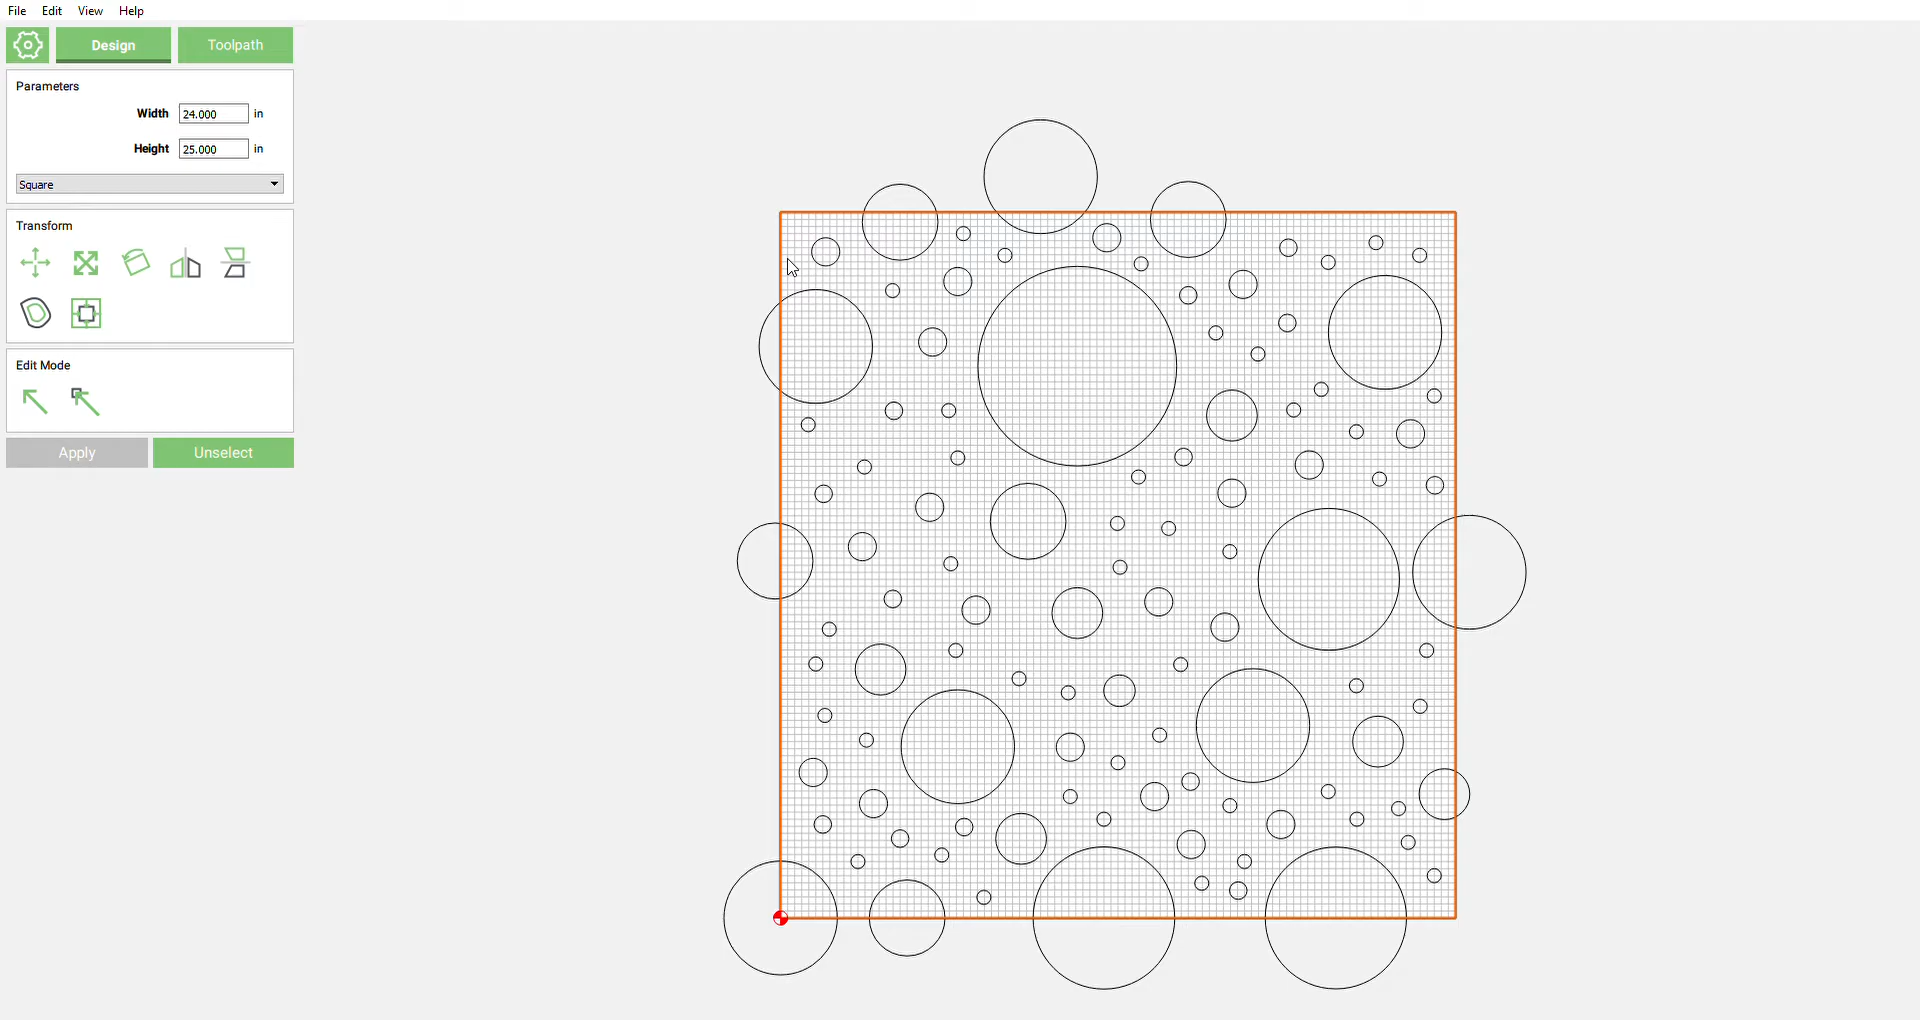 File Edit View Help
Design Toolpath
Parameters
Width 24.000 in
Height 25.000 in
Square
Transform
Edit Mode
Apply Unselect